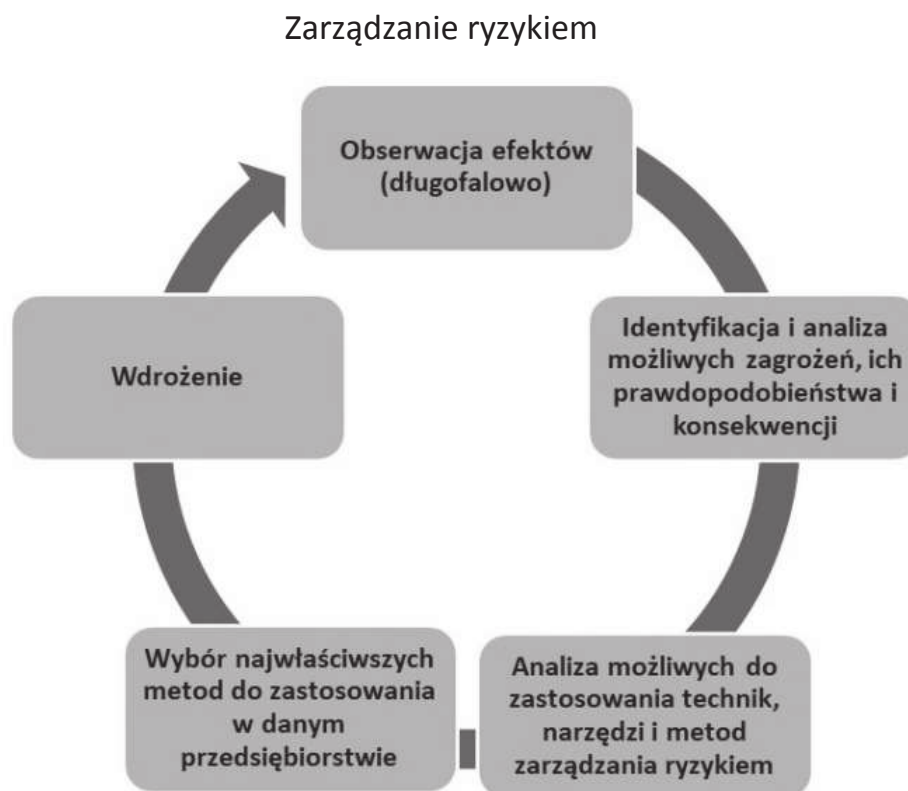 Zarządzanie ryzykiem
Obserwacja efektów
(długofalowo)
Identyfikacja i analiza
możliwych zagrożeń, ich
prawdopodobieństwa i
konsekwencji
Analiza możliwych do
zastosowania technik,
narzędzi i metod
zarządzania ryzykiem
Wybór najwłaściwszych
metod do zastosowania
w danym
przedsiębiorstwie
Wdrożenie